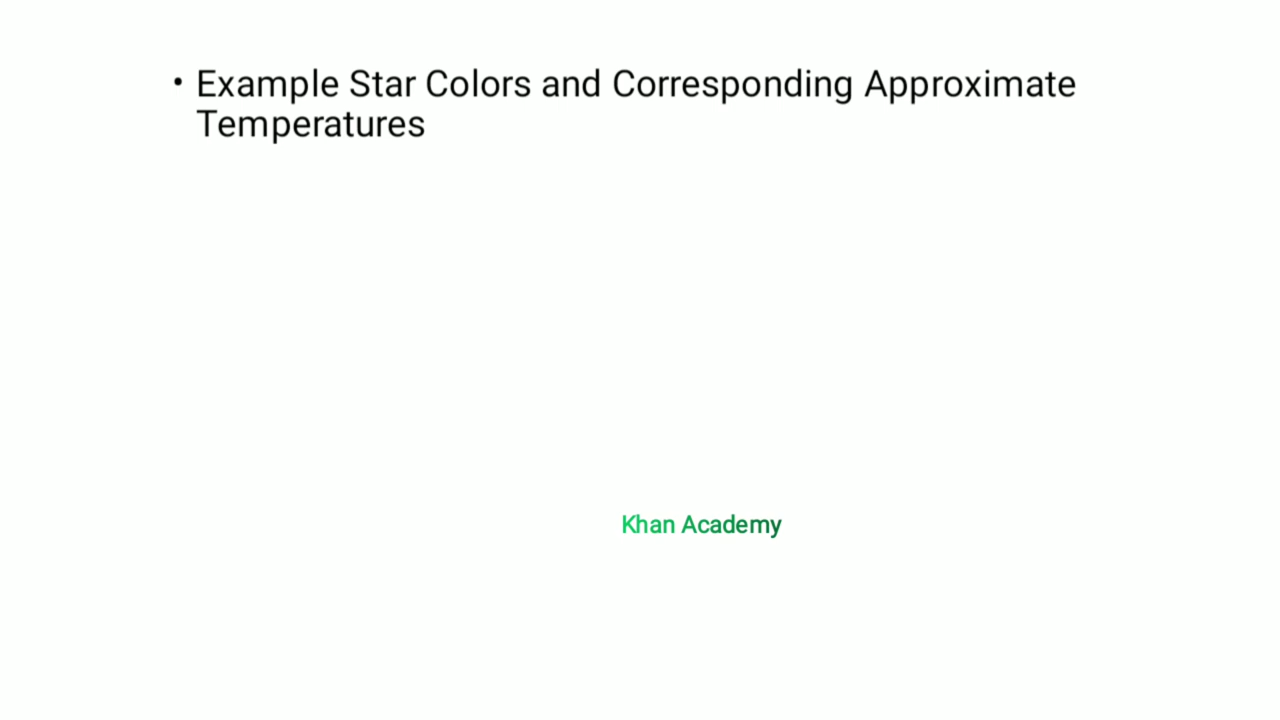 • Example Star Colors and Corresponding Approximate
Temperatures
Khan Academy